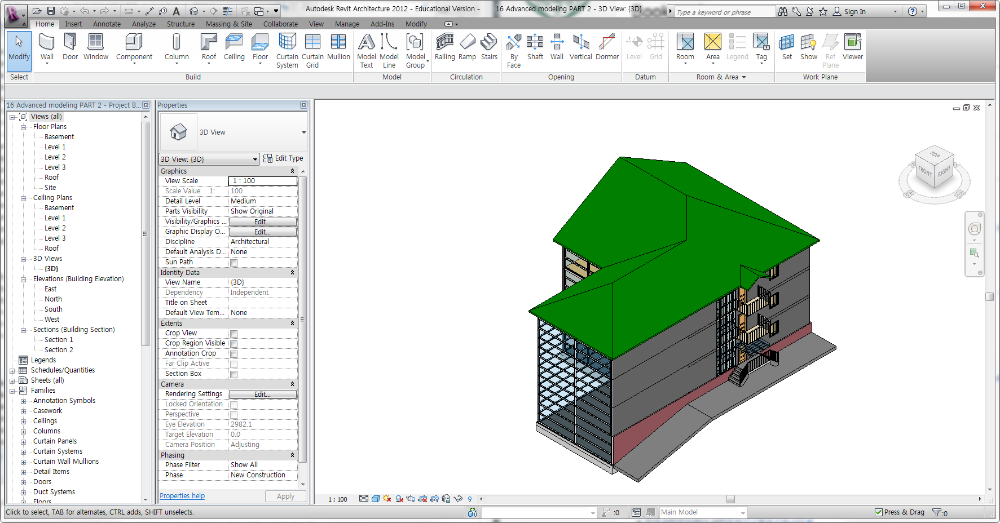 Autodesk Revit Architecture 2012 - Educational Version - 16 Advanced modeling PART 2 - 3D View: {3D}
Type a keyword or phrase
Sign In
Home Insert Annotate Analyze Structure Massing & Site Collaborate View Manage Add-Ins Modify
Modify Wall Door Window Component Column Roof Ceiling Floor Curtain System Curtain Grid Mullion Model Text Model Line Model Group Railing Ramp Stairs By Face Shaft Wall Vertical Dormer Level Grid Room Area Legend Tag Set Show Ref Plane Viewer
Select Build Model Circulation Opening Datum Room & Area Work Plane
16 Advanced modeling PART 2 - Project B...
Views (all)
Floor Plans
Basement
Level 1
Level 2
Level 3
Roof
Site
Ceiling Plans
Basement
Level 1
Level 2
Level 3
Roof
3D Views
{3D}
Elevations (Building Elevation)
East
North
South
West
Sections (Building Section)
Section 1
Section 2
Legends
Schedules/Quantities
Sheets (all)
Families
Annotation Symbols
Casework
Ceilings
Columns
Curtain Panels
Curtain Systems
Curtain Wall Mullions
Detail Items
Doors
Duct Systems
Floors
Properties
3D View
3D View: {3D} Edit Type
Graphics
View Scale 1 : 100
Scale Value 1: 100
Detail Level Medium
Parts Visibility Show Original
Visibility/Graphics ... Edit...
Graphic Display O... Edit...
Discipline Architectural
Default Analysis D... None
Sun Path
Identity Data
View Name {3D}
Dependency Independent
Title on Sheet
Default View Tem... None
Extents
Crop View
Crop Region Visible
Annotation Crop
Far Clip Active
Section Box
Camera
Rendering Settings Edit...
Locked Orientation
Perspective
Eye Elevation 2982.1
Target Elevation 0.0
Camera Position Adjusting
Phasing
Phase Filter Show All
Phase New Construction
Properties help Apply
TOP
FRONT RIGHT
1 : 100
Click to select, TAB for alternates, CTRL adds, SHIFT unselects.
:0
Main Model
Press & Drag
:0